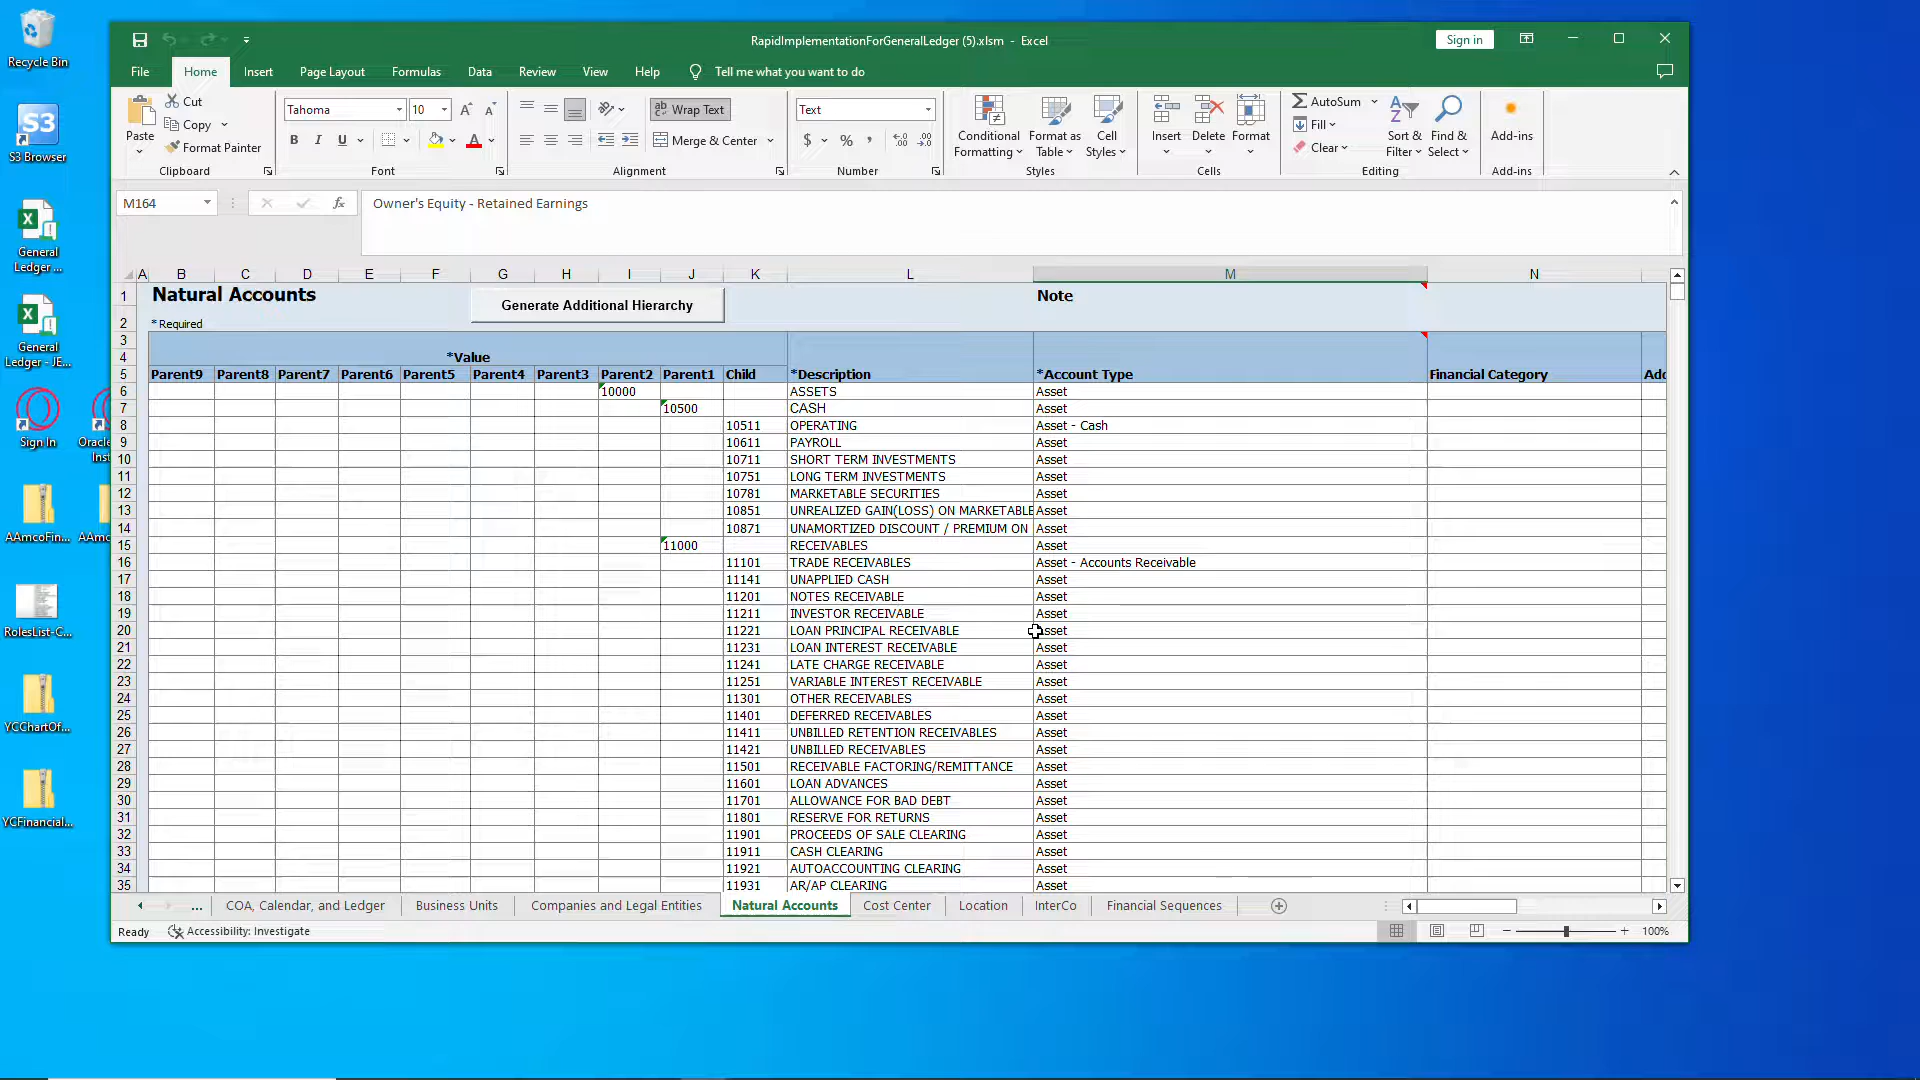 Recycle Bin
S3
S3 Browser
General
Ledger ...
General
Ledger - JE...
Sign In
Oracle
Inst
AAmcoFin...
AAmc
RolesList-C...
YCChartOf...
YCFinancial...
RapidImplementationForGeneralLedger (5).xlsm - Excel
Sign in
File Home Insert Page Layout Formulas Data Review View Help Tell me what you want to do
Paste
Cut
Copy
Format Painter
Clipboard
Tahoma 10
B I U
Font
Wrap Text
Merge & Center
Alignment
Text
Number
Conditional
Formatting
Format as
Table
Cell
Styles
Styles
Insert
Delete
Format
Cells
AutoSum
Fill
Clear
Sort &
Filter
Find &
Select
Editing
Add-ins
Add-ins
M164 fx Owner's Equity - Retained Earnings
A B C D E F G H I J K L M N
1 Natural Accounts Generate Additional Hierarchy Note
2 * Required
3
4 *Value
5 Parent9 Parent8 Parent7 Parent6 Parent5 Parent4 Parent3 Parent2 Parent1 Child *Description *Account Type Financial Category Add
6 10000 ASSETS Asset
7 10500 CASH Asset
8 10511 OPERATING Asset - Cash
9 10611 PAYROLL Asset
10 10711 SHORT TERM INVESTMENTS Asset
11 10751 LONG TERM INVESTMENTS Asset
12 10781 MARKETABLE SECURITIES Asset
13 10851 UNREALIZED GAIN(LOSS) ON MARKETABLE Asset
14 10871 UNAMORTIZED DISCOUNT / PREMIUM ON Asset
15 11000 RECEIVABLES Asset
16 11101 TRADE RECEIVABLES Asset - Accounts Receivable
17 11141 UNAPPLIED CASH Asset
18 11201 NOTES RECEIVABLE Asset
19 11211 INVESTOR RECEIVABLE Asset
20 11221 LOAN PRINCIPAL RECEIVABLE Asset
21 11231 LOAN INTEREST RECEIVABLE Asset
22 11241 LATE CHARGE RECEIVABLE Asset
23 11251 VARIABLE INTEREST RECEIVABLE Asset
24 11301 OTHER RECEIVABLES Asset
25 11401 DEFERRED RECEIVABLES Asset
26 11411 UNBILLED RETENTION RECEIVABLES Asset
27 11421 UNBILLED RECEIVABLES Asset
28 11501 RECEIVABLE FACTORING/REMITTANCE Asset
29 11601 LOAN ADVANCES Asset
30 11701 ALLOWANCE FOR BAD DEBT Asset
31 11801 RESERVE FOR RETURNS Asset
32 11901 PROCEEDS OF SALE CLEARING Asset
33 11911 CASH CLEARING Asset
34 11921 AUTOACCOUNTING CLEARING Asset
35 11931 AR/AP CLEARING Asset
... COA, Calendar, and Ledger Business Units Companies and Legal Entities Natural Accounts Cost Center Location InterCo Financial Sequences
Ready Accessibility: Investigate 100%